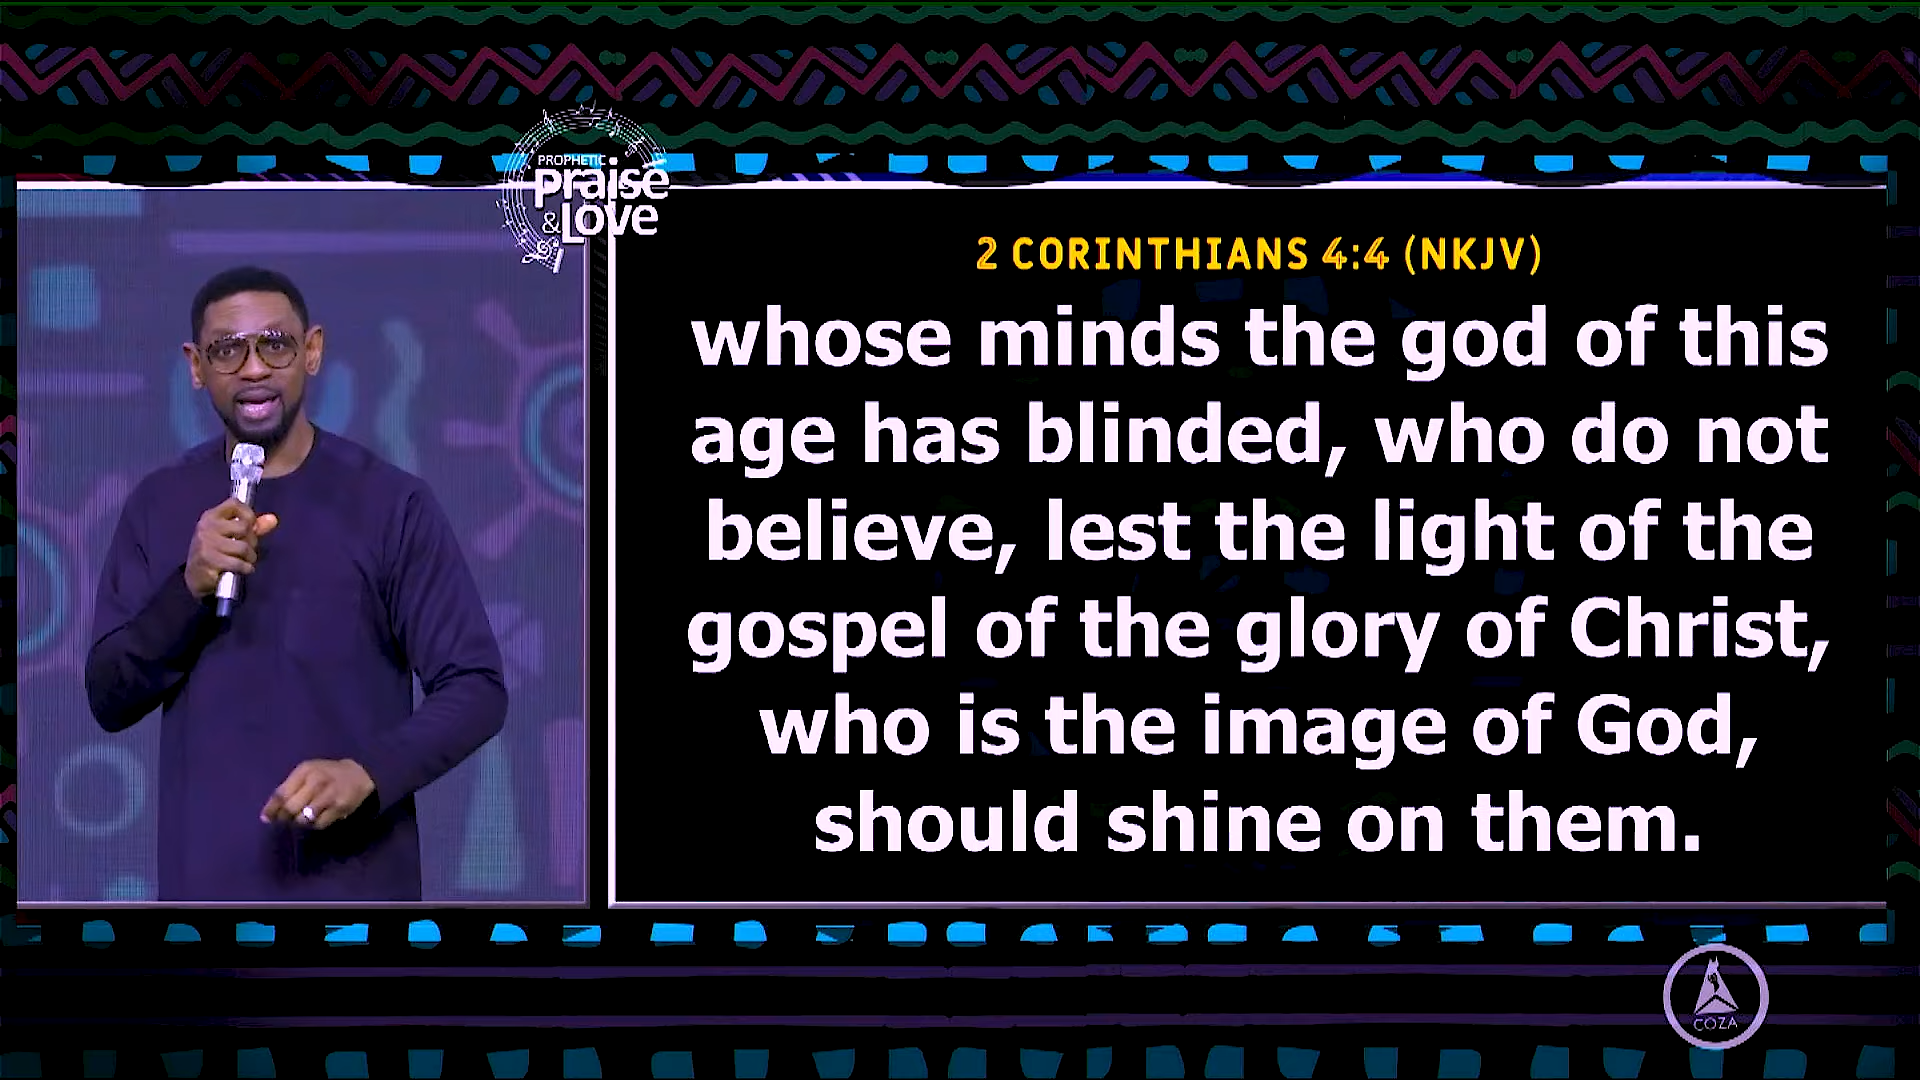 PROPHETIC
Praise
&Love
2 CORINTHIANS 4:4 (NKJV)
whose minds the god of this
age has blinded, who do not
believe, lest the light of the
gospel of the glory of Christ,
who is the image of God,
should shine on them.
COZA